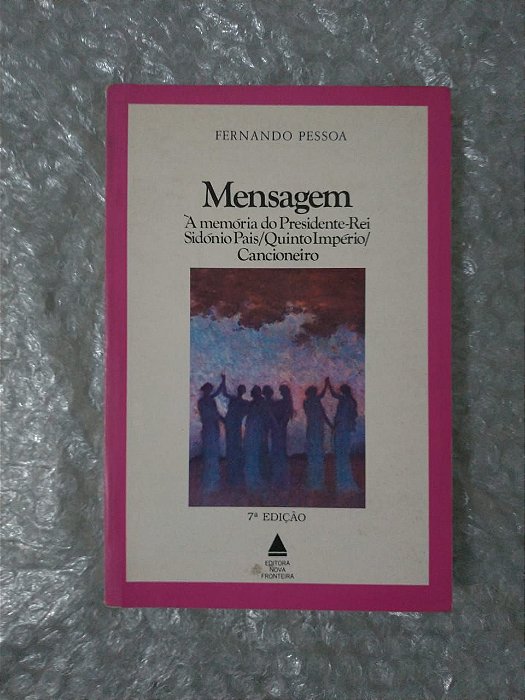 FERNANDO PESSOA
Mensagem
À memória do Presidente-Rei
Sidónio Pais/Quinto Império/
Cancioneiro
7ª EDIÇÃO
EDITORA
NOVA
FRONTEIRA